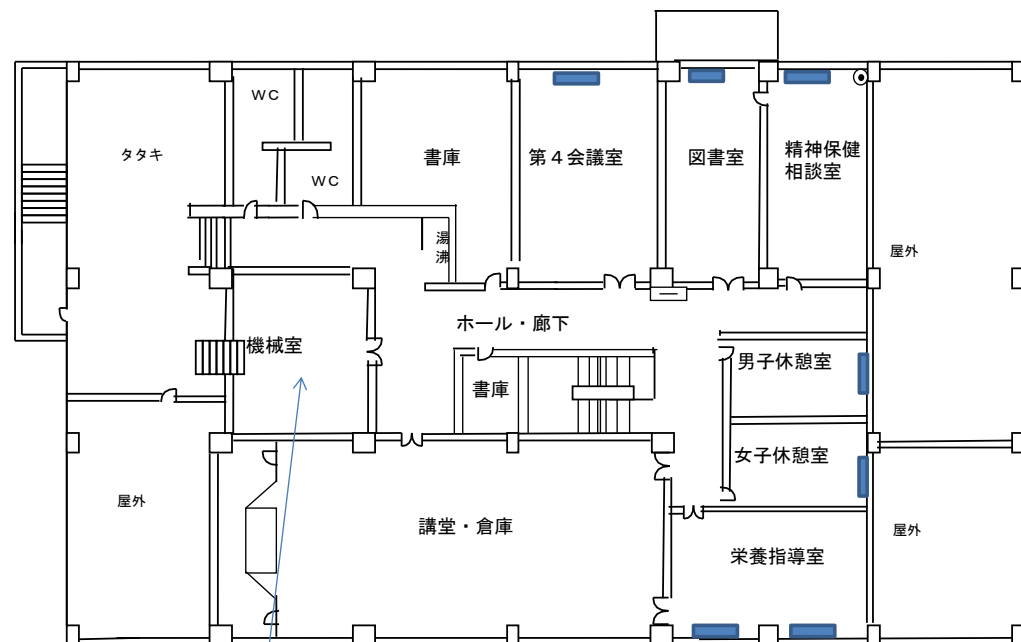 ＷＣ
タタキ
書庫
第４会議室
図書室
精神保健
相談室
ＷＣ
湯
沸
屋外
ホール・廊下
機械室
男子休憩室
書庫
女子休憩室
屋外
講堂・倉庫
屋外
栄養指導室